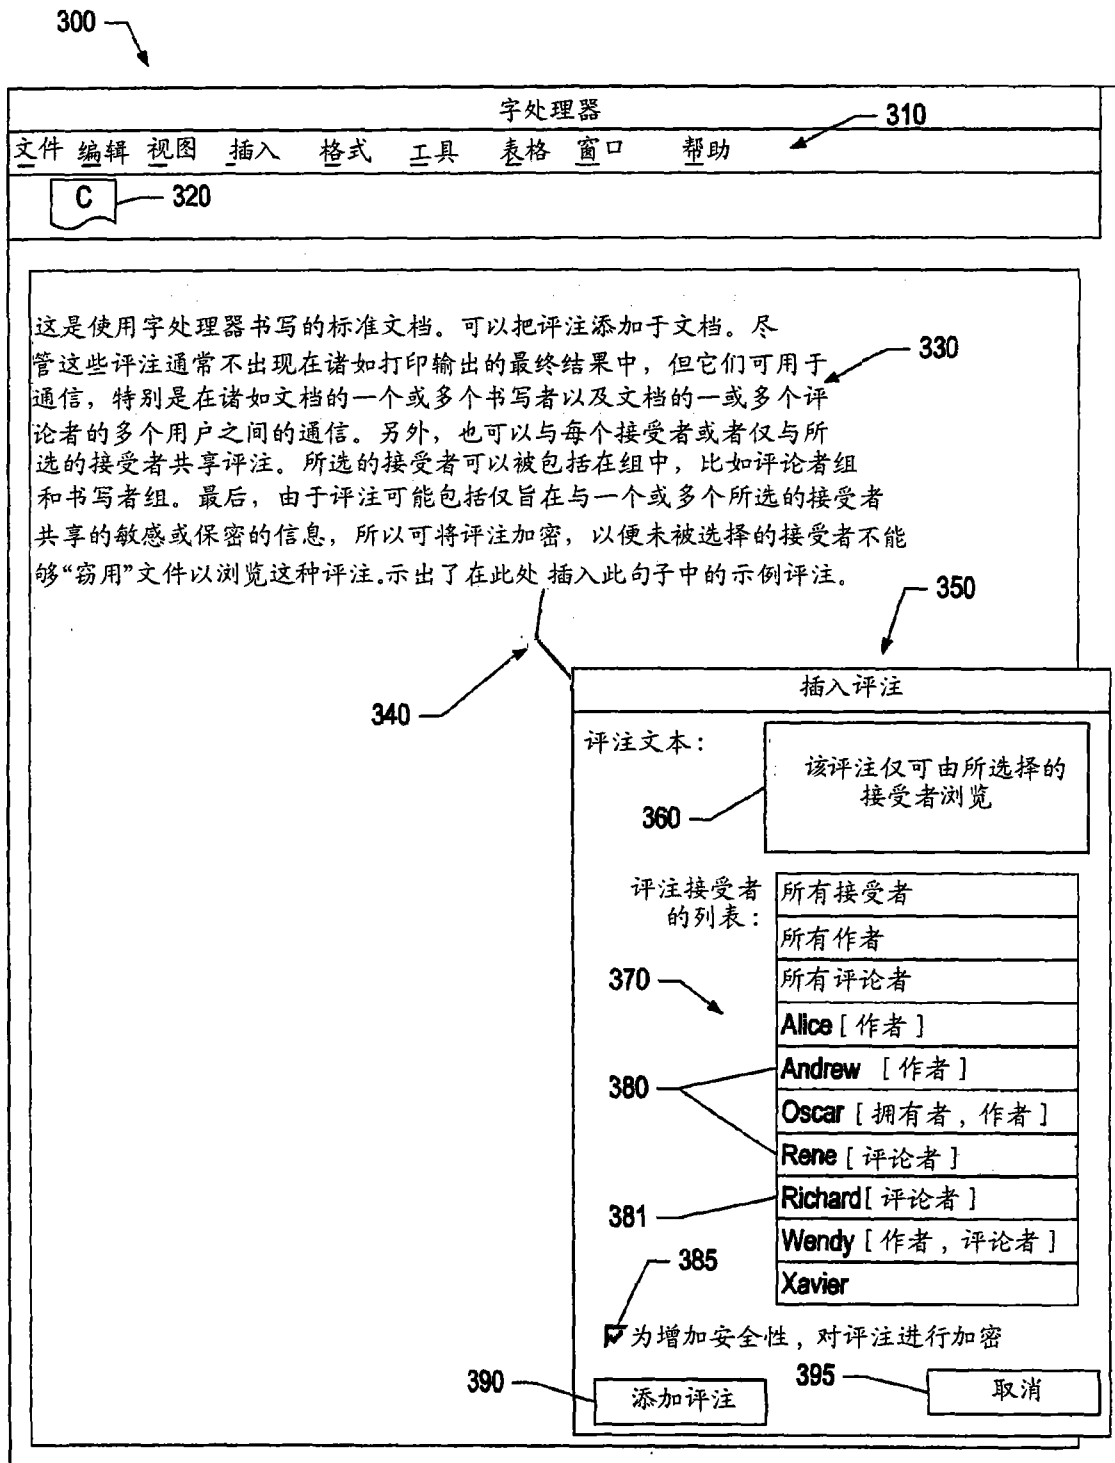 300
字处理器
310
文件 编辑 视图 插入 格式 工具 表格 窗口 帮助
C
320
这是使用字处理器书写的标准文档。可以把评注添加于文档。尽
管这些评注通常不出现在诸如打印输出的最终结果中，但它们可用于
330
通信，特别是在诸如文档的一个或多个书写者以及文档的一或多个评
论者的多个用户之间的通信。另外，也可以与每个接受者或者仅与所
选的接受者共享评注。所选的接受者可以被包括在组中，比如评论者组
和书写者组。最后，由于评注可能包括仅旨在与一个或多个所选的接受者
共享的敏感或保密的信息，所以可将评注加密，以便未被选择的接受者不能
够“窃用”文件以浏览这种评注.示出了在此处 插入此句子中的示例评注。
350
340
插入评注
评注文本：
该评注仅可由所选择的
接受者浏览
360
评注接受者
的列表：
所有接受者
所有作者
所有评论者
370
Alice [ 作者 ]
Andrew [ 作者 ]
380
Oscar [ 拥有者 , 作者 ]
Rene [ 评论者 ]
Richard [ 评论者 ]
381
Wendy [ 作者 , 评论者 ]
385
Xavier
为增加安全性 , 对评注进行加密
390
添加评注
395
取消